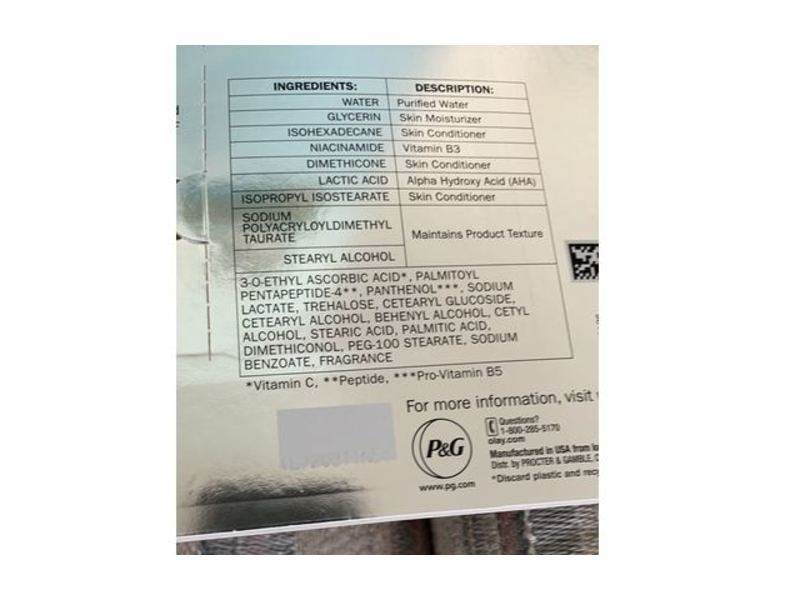 INGREDIENTS: DESCRIPTION:
WATER Purified Water
GLYCERIN Skin Moisturizer
ISOHEXADECANE Skin Conditioner
NIACINAMIDE Vitamin B3
DIMETHICONE Skin Conditioner
LACTIC ACID Alpha Hydroxy Acid (AHA)
ISOPROPYL ISOSTEARATE Skin Conditioner
SODIUM
POLYACRYLOYLDIMETHYL
TAURATE
Maintains Product Texture
STEARYL ALCOHOL
3-O-ETHYL ASCORBIC ACID*, PALMITOYL
PENTAPEPTIDE-4**, PANTHENOL***, SODIUM
LACTATE, TREHALOSE, CETEARYL GLUCOSIDE,
CETEARYL ALCOHOL, BEHENYL ALCOHOL, CETYL
ALCOHOL, STEARIC ACID, PALMITIC ACID,
DIMETHICONOL, PEG-100 STEARATE, SODIUM
BENZOATE, FRAGRANCE
*Vitamin C, **Peptide, ***Pro-Vitamin B5
For more information, visit
P&G
www.pg.com
Questions?
1-800-285-5170
olay.com
Manufactured in USA from
Distr. by PROCTER & GAMBLE,
*Discard plastic and